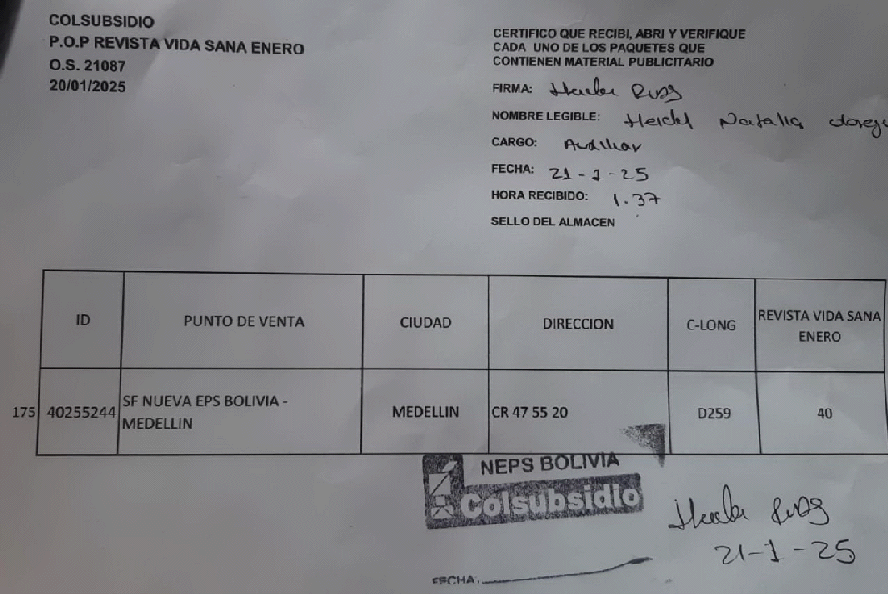 COLSUBSIDIO
P.O.P REVISTA VIDA SANA ENERO
O.S. 21087
20/01/2025
CERTIFICO QUE RECIBI, ABRI Y VERIFIQUE
CADA UNO DE LOS PAQUETES QUE
CONTIENEN MATERIAL PUBLICITARIO
FIRMA:
NOMBRE LEGIBLE: Natalia
CARGO: Auxiliar
FECHA: 21-1-25
HORA RECIBIDO: 1.37
SELLO DEL ALMACEN
ID PUNTO DE VENTA CIUDAD DIRECCION C-LONG REVISTA VIDA SANA ENERO
175 40255244 SF NUEVA EPS BOLIVIA - MEDELLIN MEDELLIN CR 47 55 20 D259 40
NEPS BOLIVIA
Colsubsidio
21-1-25
FECHA: